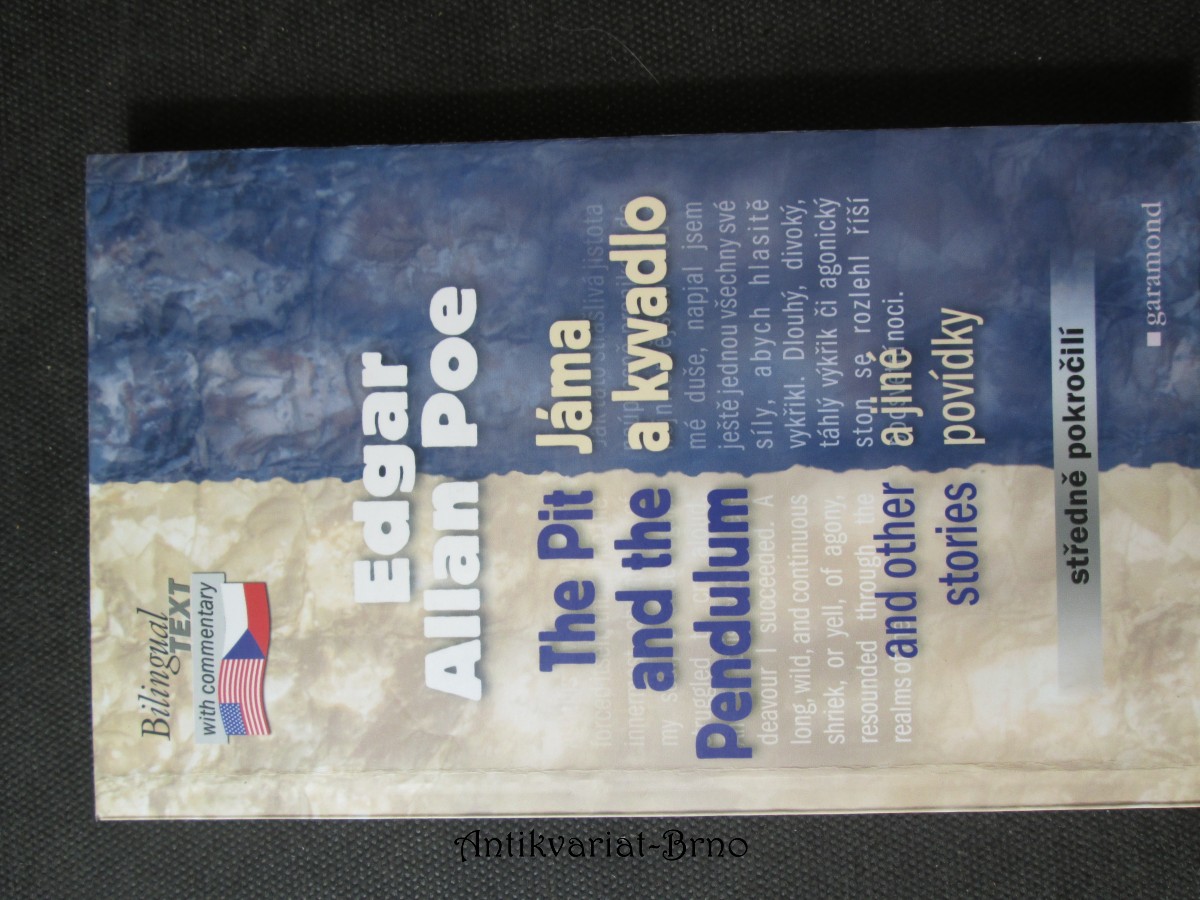 Bilingual
TEXT
with commentary
Edgar
Allan Poe
The Pit
and the
Pendulum
and other
stories
Jáma
a kyvadlo
a jiné
povídky
my
A
deavour I succeeded. A
long, wild, and continuous
shriek, or yell, of agony,
resounded through the
realms of
mé duše, napjal jsem
ještě jednou všechny své
síly, abych hlasitě
vykřikl. Dlouhý, divoký,
táhlý výkřik či agonický
ston se rozlehl říší
noci.
středně pokročilí
garamond
Antikvariat-Brno